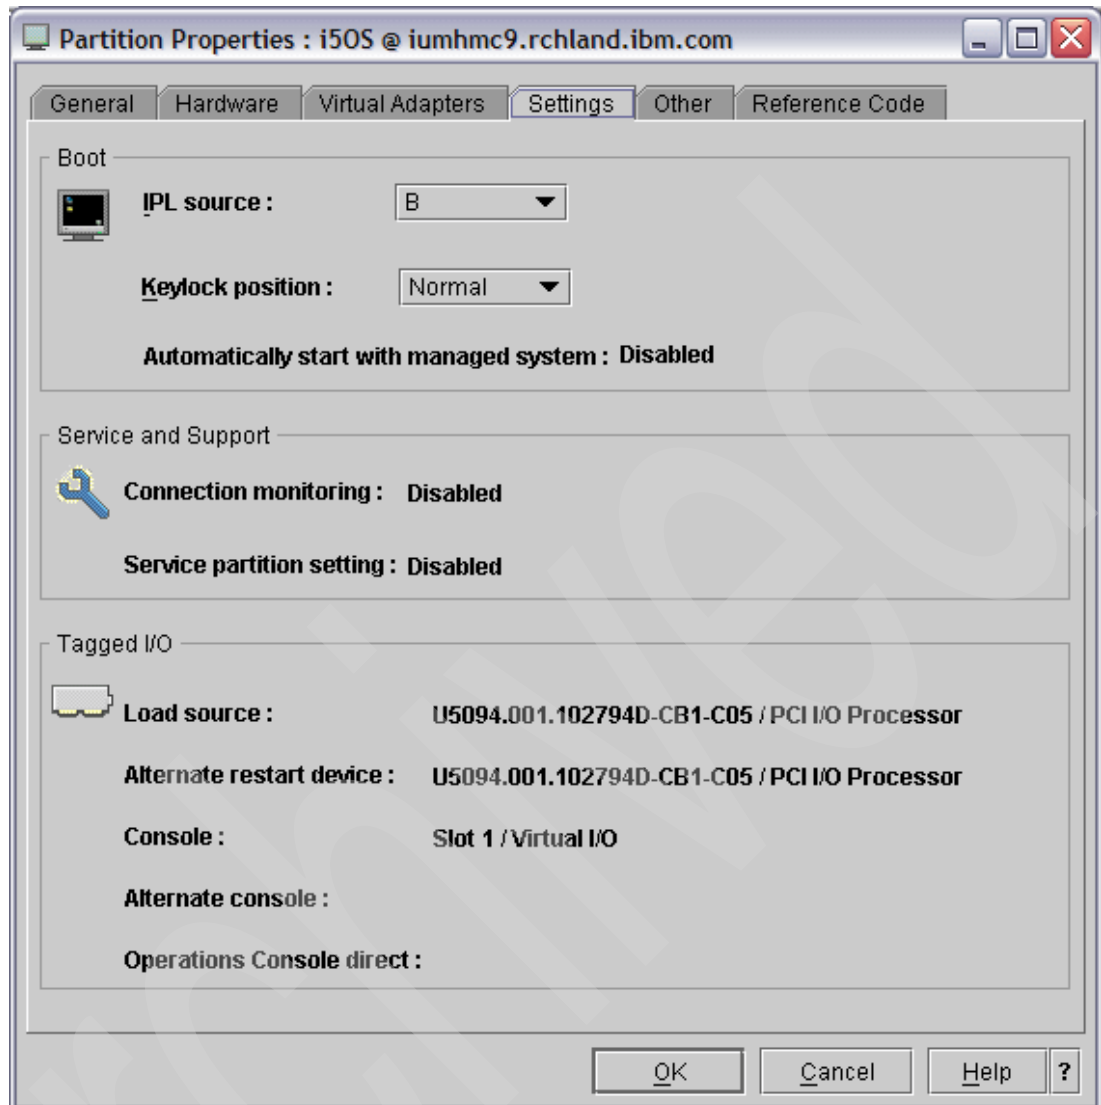 Partition Properties : i5OS @ iumhmc9.rchland.ibm.com
General Hardware Virtual Adapters Settings Other Reference Code
Boot
IPL source : B
Keylock position : Normal
Automatically start with managed system : Disabled
Service and Support
Connection monitoring : Disabled
Service partition setting : Disabled
Tagged I/O
Load source : U5094.001.102794D-CB1-C05 / PCI I/O Processor
Alternate restart device : U5094.001.102794D-CB1-C05 / PCI I/O Processor
Console : Slot 1 / Virtual I/O
Alternate console :
Operations Console direct :
OK Cancel Help ?
rchived